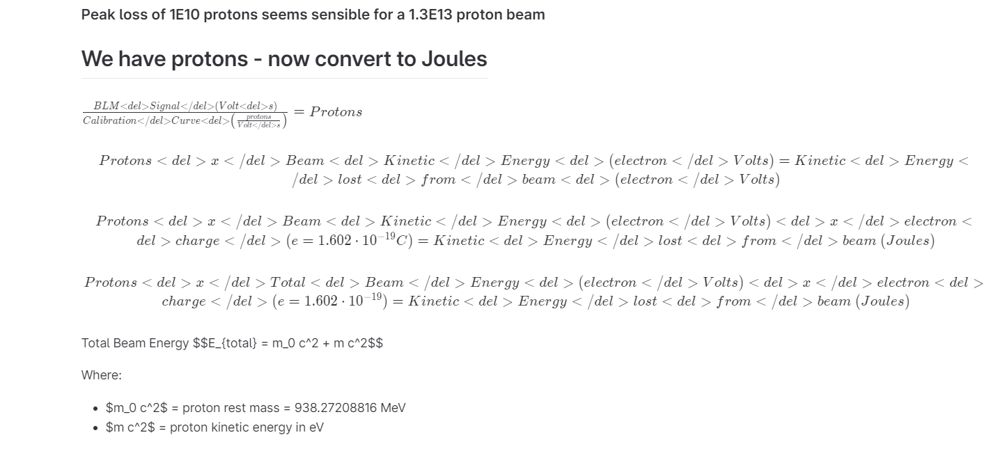 Peak loss of 1E10 protons seems sensible for a 1.3E13 proton beam
We have protons - now convert to Joules
BLM<del>Signal</del>(Volt<del>s)
Calibration</del>Curve<del>(protons/Volt</del>s) = Protons
Protons < del > x < /del > Beam < del > Kinetic < /del > Energy < del > (electron < /del > Volts) = Kinetic < del > Energy <
/del > lost < del > from < /del > beam < del > (electron < /del > Volts)
Protons < del > x < /del > Beam < del > Kinetic < /del > Energy < del > (electron < /del > Volts) < del > x < /del > electron <
del > charge < /del > (e = 1.602 · 10⁻¹⁹C) = Kinetic < del > Energy < /del > lost < del > from < /del > beam (Joules)
Protons < del > x < /del > Total < del > Beam < /del > Energy < del > (electron < /del > Volts) < del > x < /del > electron < del >
charge < /del > (e = 1.602 · 10⁻¹⁹) = Kinetic < del > Energy < /del > lost < del > from < /del > beam (Joules)
Total Beam Energy $$E_{total} = m_0 c^2 + m c^2$$
Where:
• $m_0 c^2$ = proton rest mass = 938.27208816 MeV
• $m c^2$ = proton kinetic energy in eV